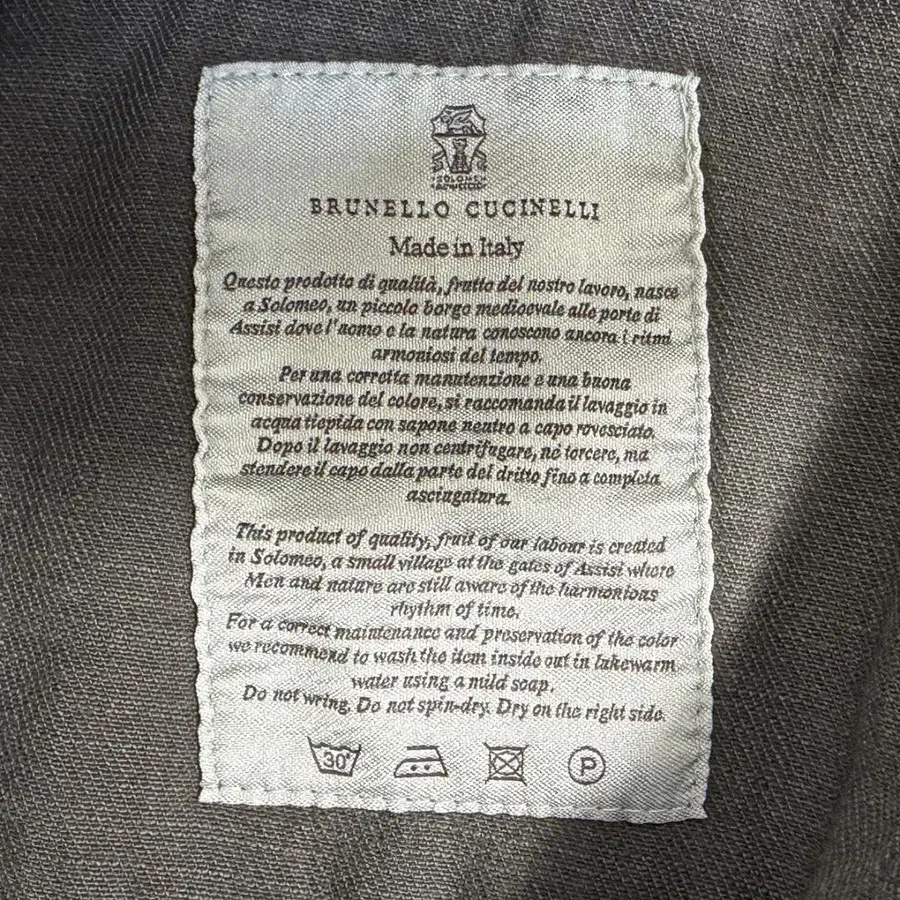 BRUNELLO CUCINELLI
Made in Italy
Questo prodotto di qualità, frutto del nostro lavoro, nasce
a Solomeo, un piccolo borgo medioevale alle porte di
Assisi dove l'uomo e la natura conoscono ancora i ritmi
armoniosi del tempo.
Per una corretta manutenzione e una buona
conservazione del colore, si raccomanda il lavaggio in
acqua tiepida con sapone neutro a capo rovesciato.
Dopo il lavaggio non centrifugare, nè torcere, ma
stendere il capo dalla parte del dritto fino a completa
asciugatura.
This product of quality, fruit of our labour is created
in Solomeo, a small village at the gates of Assisi where
Men and nature are still aware of the harmonious
rhythm of time.
For a correct maintenance and preservation of the color
we recommend to wash the item inside out in lukewarm
water using a mild soap.
Do not wring. Do not spin-dry. Dry on the right side.
30° P